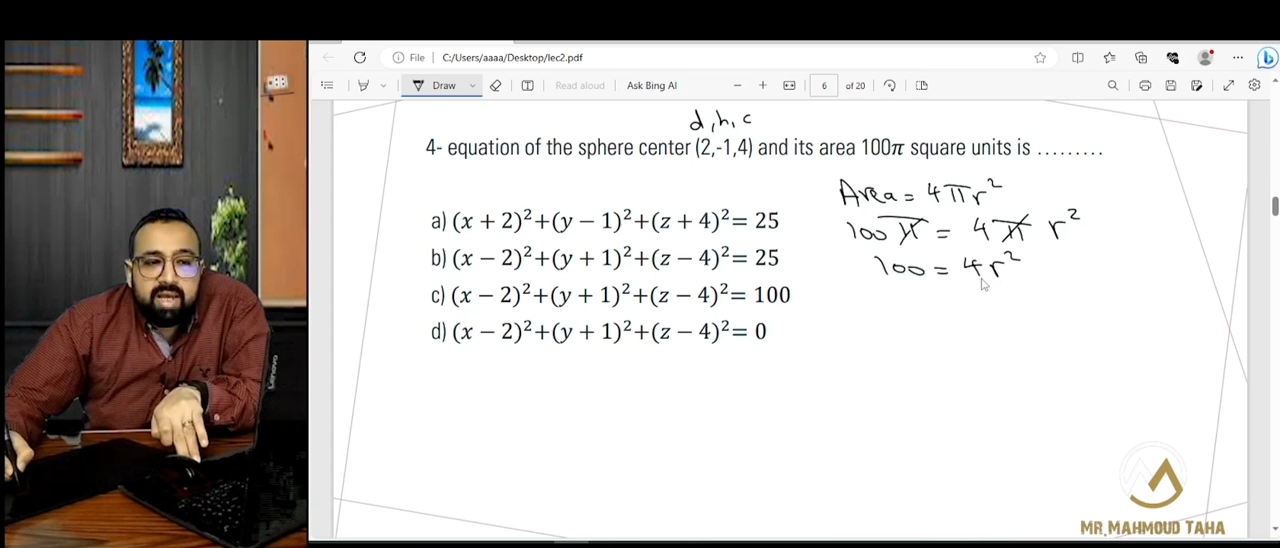 File C:/Users/aaaa/Desktop/lec2.pdf
Draw Read aloud Ask Bing AI 6 of 20
d, h, c
4- equation of the sphere center (2,-1,4) and its area 100π square units is .........
a) (x + 2)²+(y − 1)²+(z + 4)²= 25
b) (x − 2)²+(y + 1)²+(z − 4)²= 25
c) (x − 2)²+(y + 1)²+(z − 4)²= 100
d) (x − 2)²+(y + 1)²+(z − 4)²= 0
Area = 4πr²
100π = 4π r²
100 = 4r²
Lenovo
MR MAHMOUD TAHA